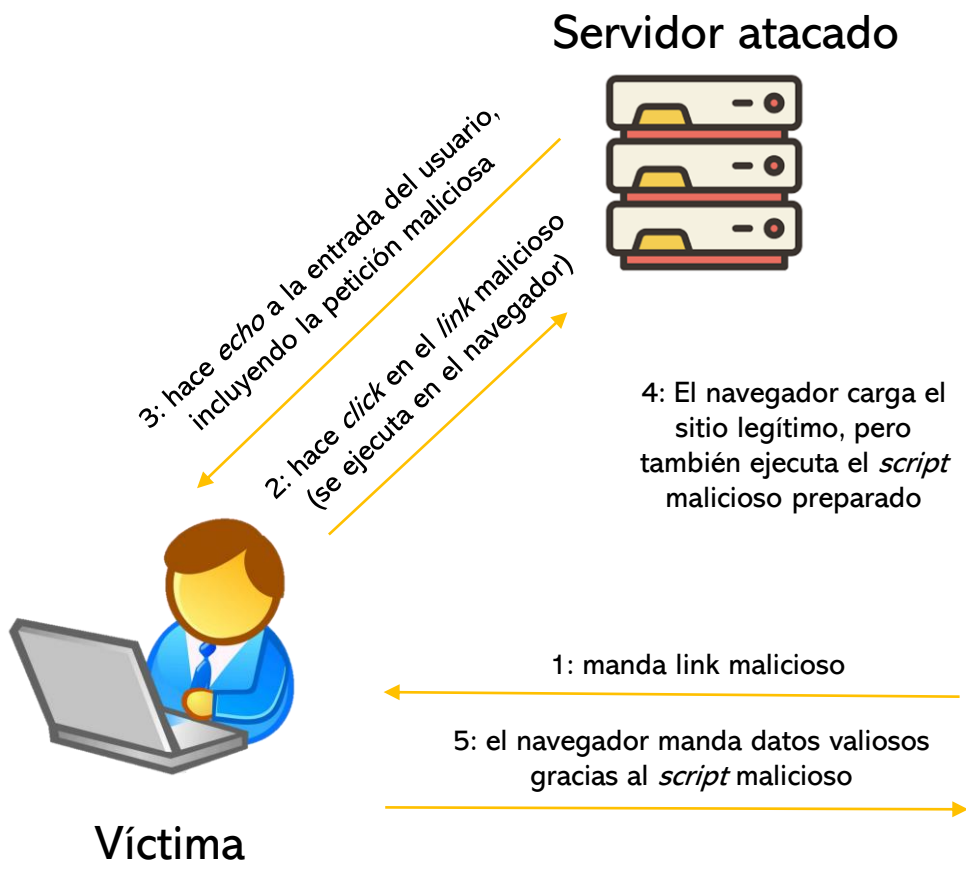 Servidor atacado
3: hace echo a la entrada del usuario,
incluyendo la petición maliciosa
2: hace click en el link malicioso
(se ejecuta en el navegador)
4: El navegador carga el
sitio legítimo, pero
también ejecuta el script
malicioso preparado
1: manda link malicioso
5: el navegador manda datos valiosos
gracias al script malicioso
Víctima